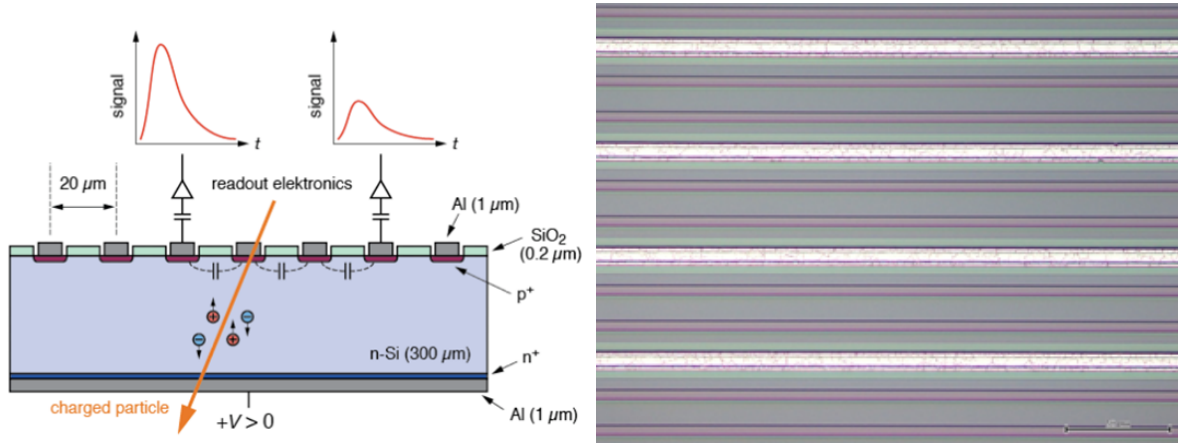 signal
t
signal
t
20 µm
readout elektronics
Al (1 µm)
SiO2
(0.2 µm)
p+
n-Si (300 µm)
n+
charged particle
+V > 0
Al (1 µm)